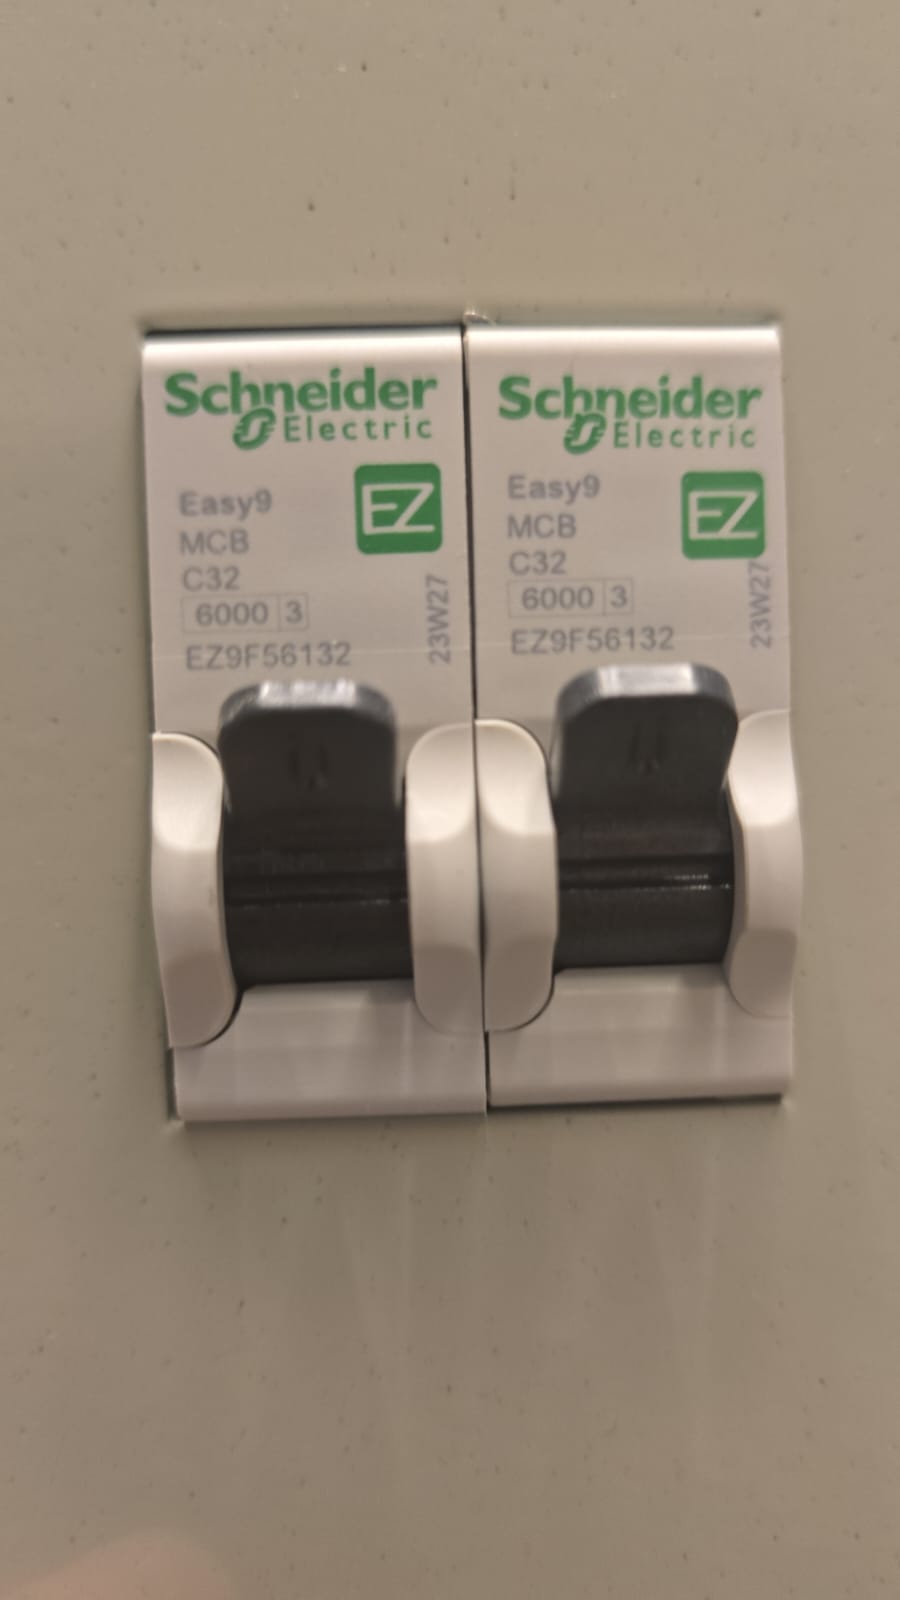 Schneider
Electric
EZ
Easy9
MCB
C32
6000 3
EZ9F56132
23W27
Schneider
Electric
EZ
Easy9
MCB
C32
6000 3
EZ9F56132
23W27